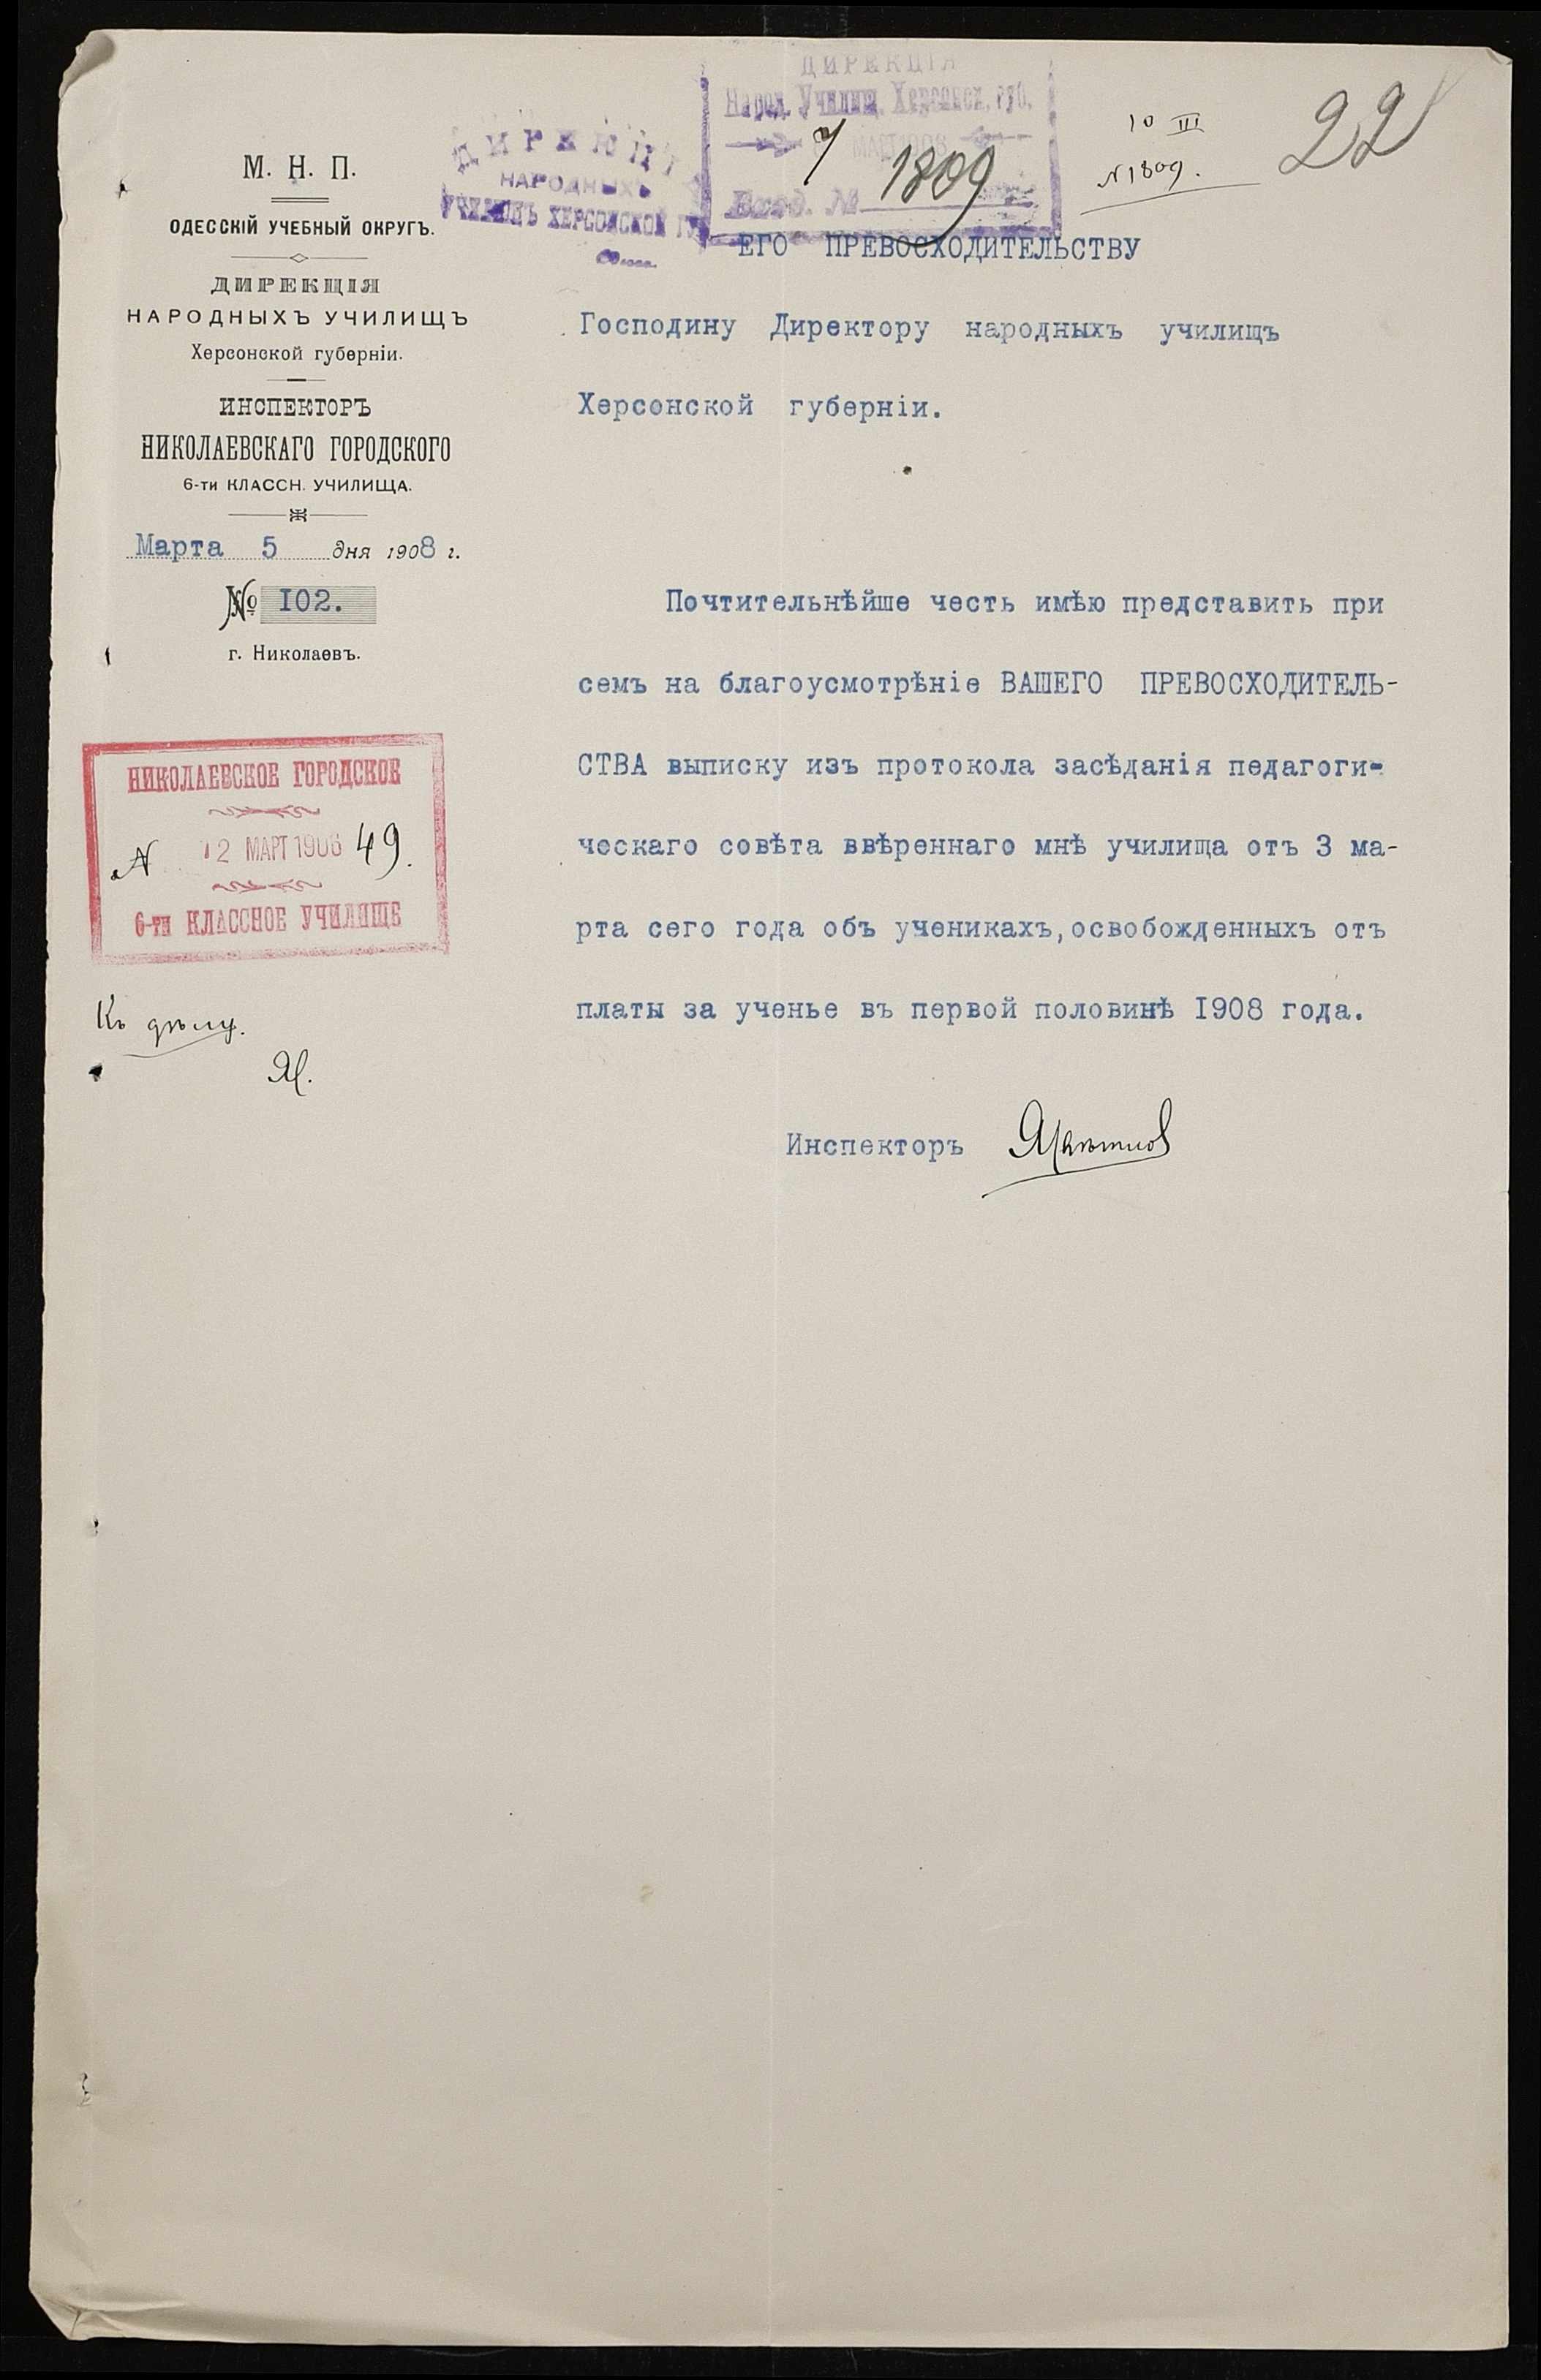 М. Н. П.
ОДЕССКІЙ УЧЕБНЫЙ ОКРУГЪ.
ДИРЕКЦІЯ
НАРОДНЫХЪ УЧИЛИЩЪ
Херсонской губерніи.
ИНСПЕКТОРЪ
НИКОЛАЕВСКАГО ГОРОДСКОГО
6-ти КЛАССН. УЧИЛИЩА.
Марта 5 дня 1908 г.
№ 102.
г. Николаевъ.
НИКОЛАЕВСКОЕ ГОРОДСКОЕ
N 12 МАРТ 1908 49.
6-ти КЛАССНОЕ УЧИЛИЩЕ
Къ дѣлу.
НАРОДНЫХЪ
УЧИЛИЩЪ ХЕРСОНСКОЙ
ДИРЕКЦІЯ
Народ. Училищ. Херсонск. губ.
МАРТ 1908
Вход. № 1809
10 III
N 1809.
22
ЕГО ПРЕВОСХОДИТЕЛЬСТВУ
Господину Директору народныхъ училищъ
Херсонской губерніи.
Почтительнѣйше честь имѣю представить при
семъ на благоусмотрѣніе ВАШЕГО ПРЕВОСХОДИТЕЛЬ-
СТВА выписку изъ протокола засѣданія педагоги-
ческаго совѣта ввѣреннаго мнѣ училища отъ 3 ма-
рта сего года объ ученикахъ,освобожденныхъ отъ
платы за ученье въ первой половинѣ 1908 года.
Инспекторъ